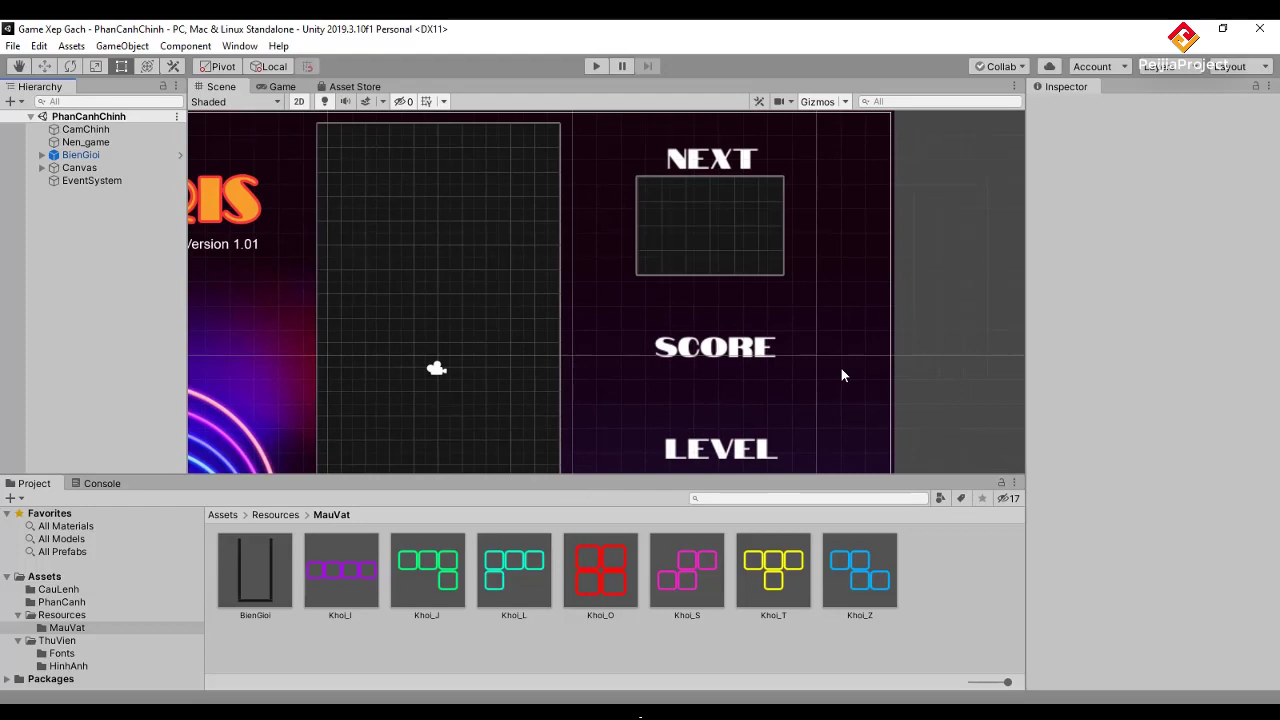 Game Xep Gach - PhanCanhChinh - PC, Mac & Linux Standalone - Unity 2019.3.10f1 Personal <DX11>
File Edit Assets GameObject Component Window Help
Pivot Local Collab Account Layers Layout
PeijiaProject
Hierarchy Scene Game Asset Store Inspector
All Shaded 2D 0 Gizmos All
PhanCanhChinh
CamChinh
Nen_game
BienGioi
Canvas
EventSystem
RIS
Version 1.01
NEXT
SCORE
LEVEL
Project Console
17
Favorites
All Materials
All Models
All Prefabs
Assets
CauLenh
PhanCanh
Resources
MauVat
ThuVien
Fonts
HinhAnh
Packages
Assets > Resources > MauVat
BienGioi Khoi_I Khoi_J Khoi_L Khoi_O Khoi_S Khoi_T Khoi_Z